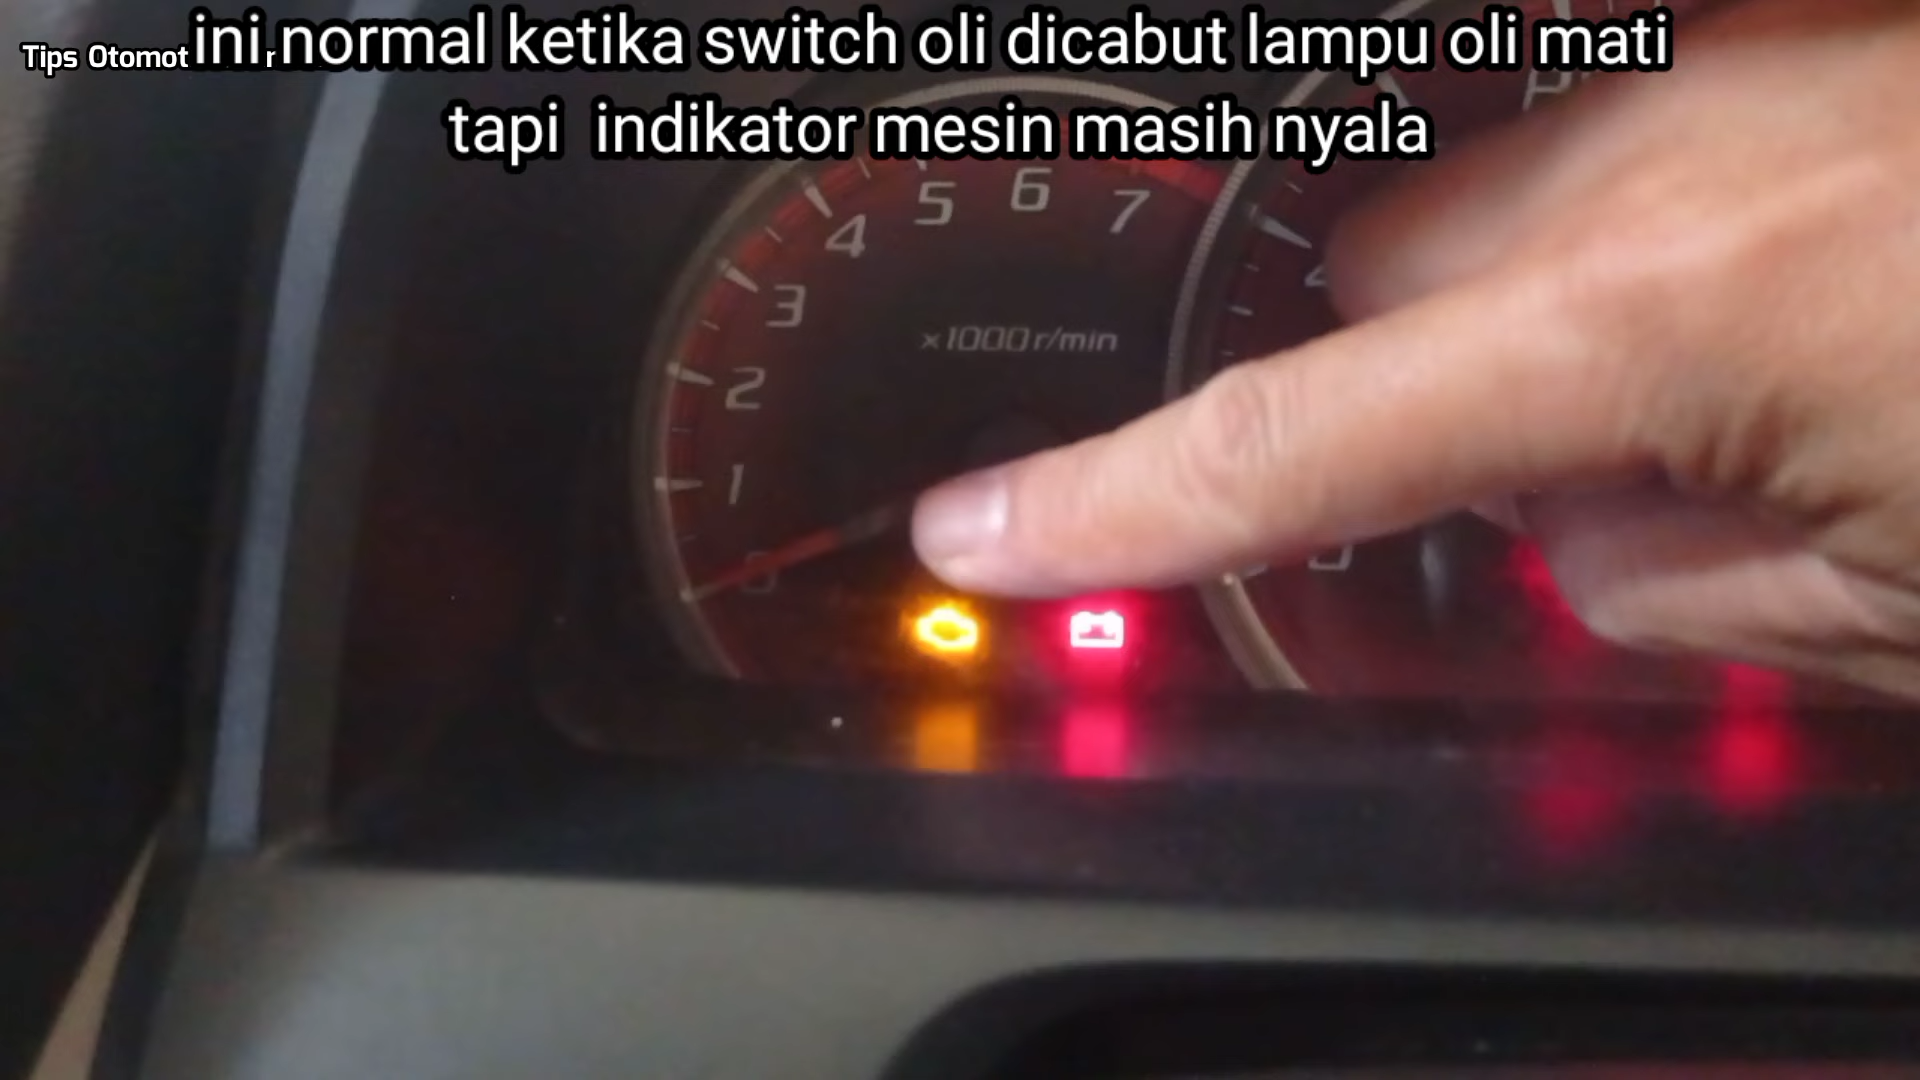 ini normal ketika switch oli dicabut lampu oli mati
tapi indikator mesin masih nyala
Tips Otomot
5
6
7
4
3
2
1
0
x1000r/min